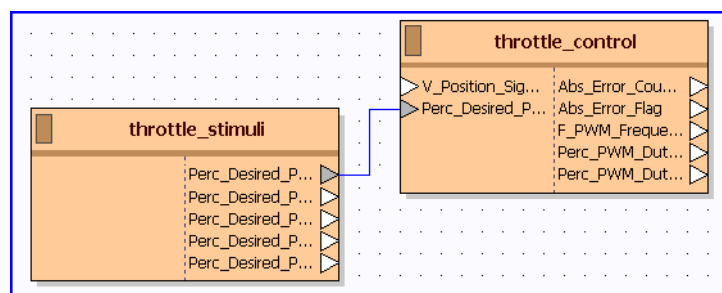 throttle_control
V_Position_Sig...
Abs_Error_Cou...
Perc_Desired_P...
Abs_Error_Flag
F_PWM_Freque...
Perc_PWM_Dut...
Perc_PWM_Dut...
throttle_stimuli
Perc_Desired_P...
Perc_Desired_P...
Perc_Desired_P...
Perc_Desired_P...
Perc_Desired_P...